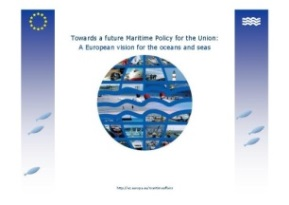 Towards a future Maritime Policy for the Union:
A European vision for the oceans and seas